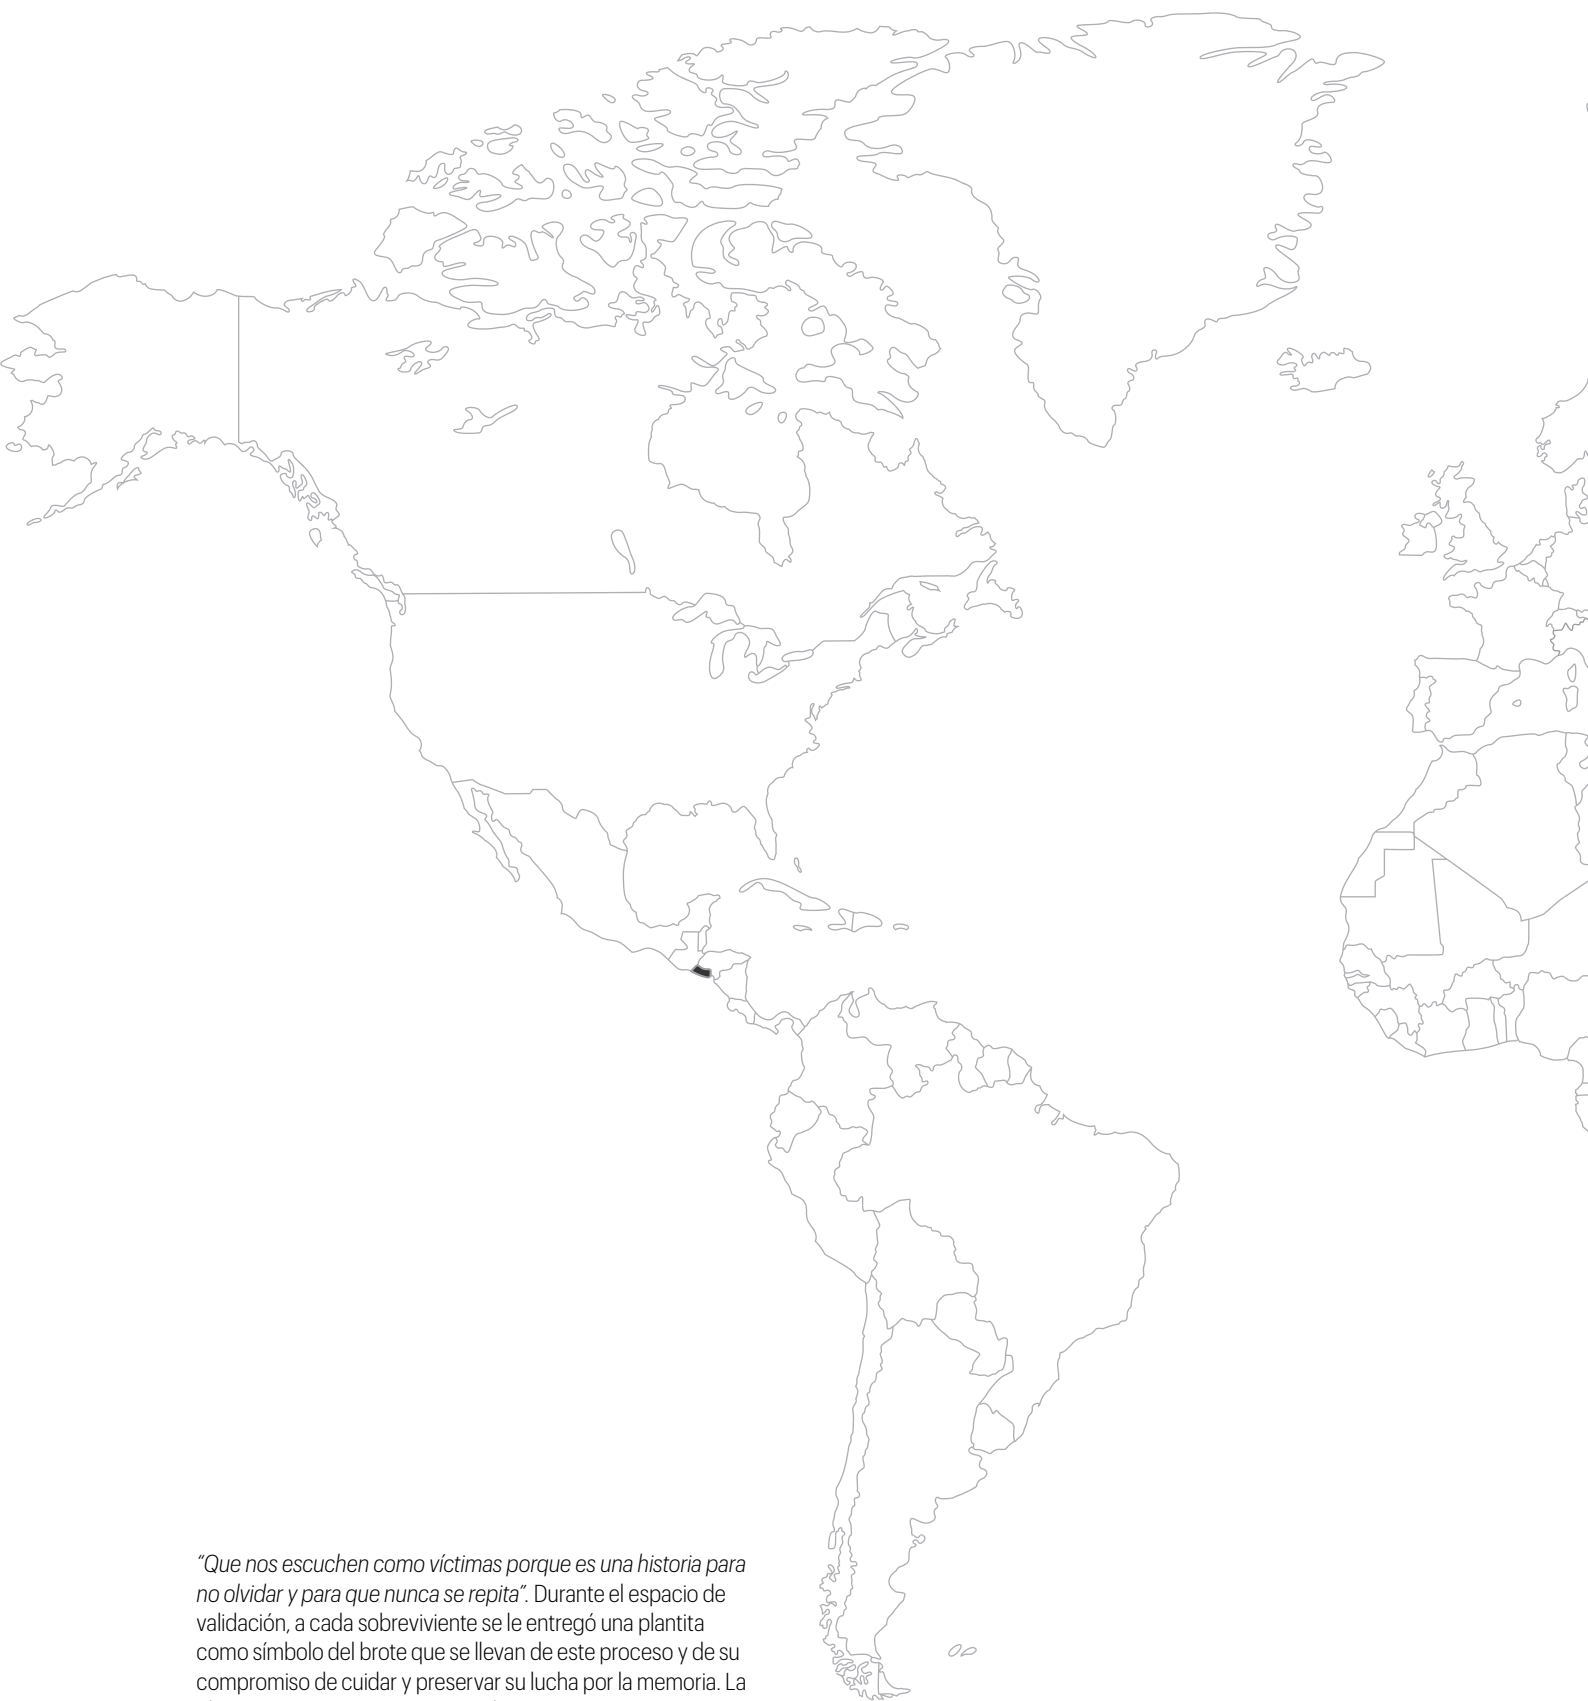 “Que nos escuchen como víctimas porque es una historia para
no olvidar y para que nunca se repita”. Durante el espacio de
validación, a cada sobreviviente se le entregó una plantita
como símbolo del brote que se llevan de este proceso y de su
compromiso de cuidar y preservar su lucha por la memoria. La